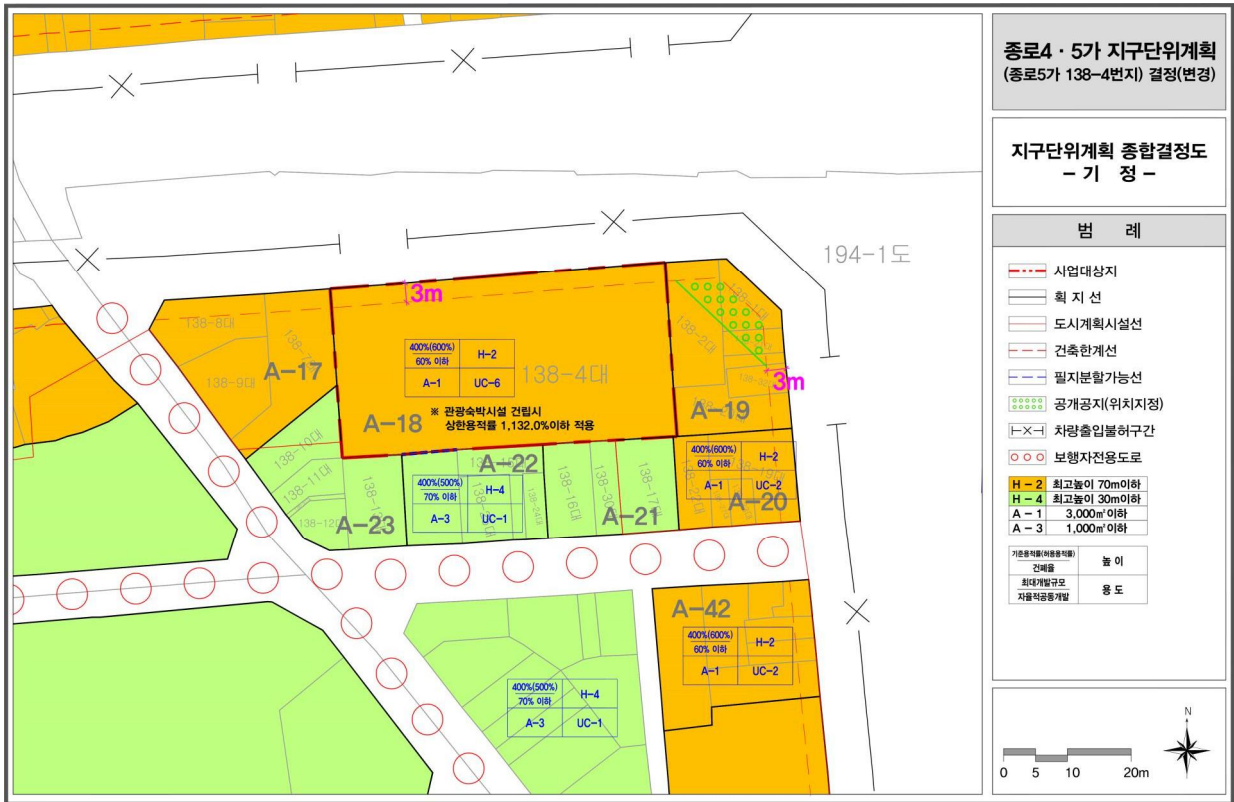 종로4 · 5가 지구단위계획
(종로5가 138-4번지) 결정(변경)
지구단위계획 종합결정도
- 기 정 -
범 례
사업대상지
획 지 선
도시계획시설선
건축한계선
필지분할가능선
공개공지(위치지정)
차량출입불허구간
보행자전용도로
H - 2 최고높이 70m이하
H - 4 최고높이 30m이하
A - 1 3,000㎡이하
A - 3 1,000㎡이하
기준용적률(허용용적률)
건폐율
높 이
최대개발규모
자율적공동개발
용 도
0 5 10 20m
N
194-1도
3m
138-8대
138-9대
A-17
400%(600%)
60% 이하
H-2
A-1
UC-6
138-4대
A-18
※ 관광숙박시설 건립시
상한용적률 1,132.0%이하 적용
138-1대
138-2대
3m
A-19
138-10대
138-11대
A-23
A-22
400%(500%)
70% 이하
H-4
A-3
UC-1
138-16대
138-17대
A-21
400%(600%)
60% 이하
H-2
A-1
UC-2
138-19대
A-20
A-42
400%(600%)
60% 이하
H-2
A-1
UC-2
400%(500%)
70% 이하
H-4
A-3
UC-1